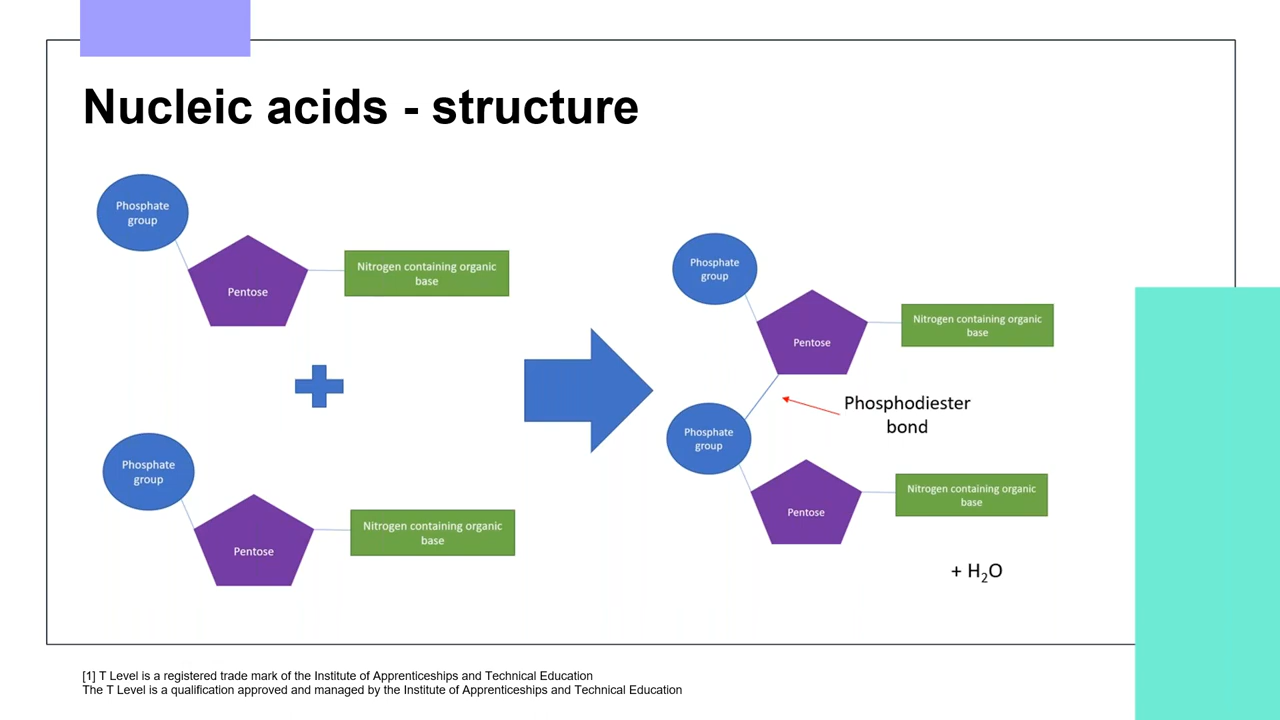 Nucleic acids - structure
Phosphate
group
Pentose
Nitrogen containing organic
base
Phosphate
group
Pentose
Nitrogen containing organic
base
Phosphate
group
Pentose
Nitrogen containing organic
base
Phosphodiester
bond
Phosphate
group
Pentose
Nitrogen containing organic
base
+ H₂O
[1] T Level is a registered trade mark of the Institute of Apprenticeships and Technical Education
The T Level is a qualification approved and managed by the Institute of Apprenticeships and Technical Education